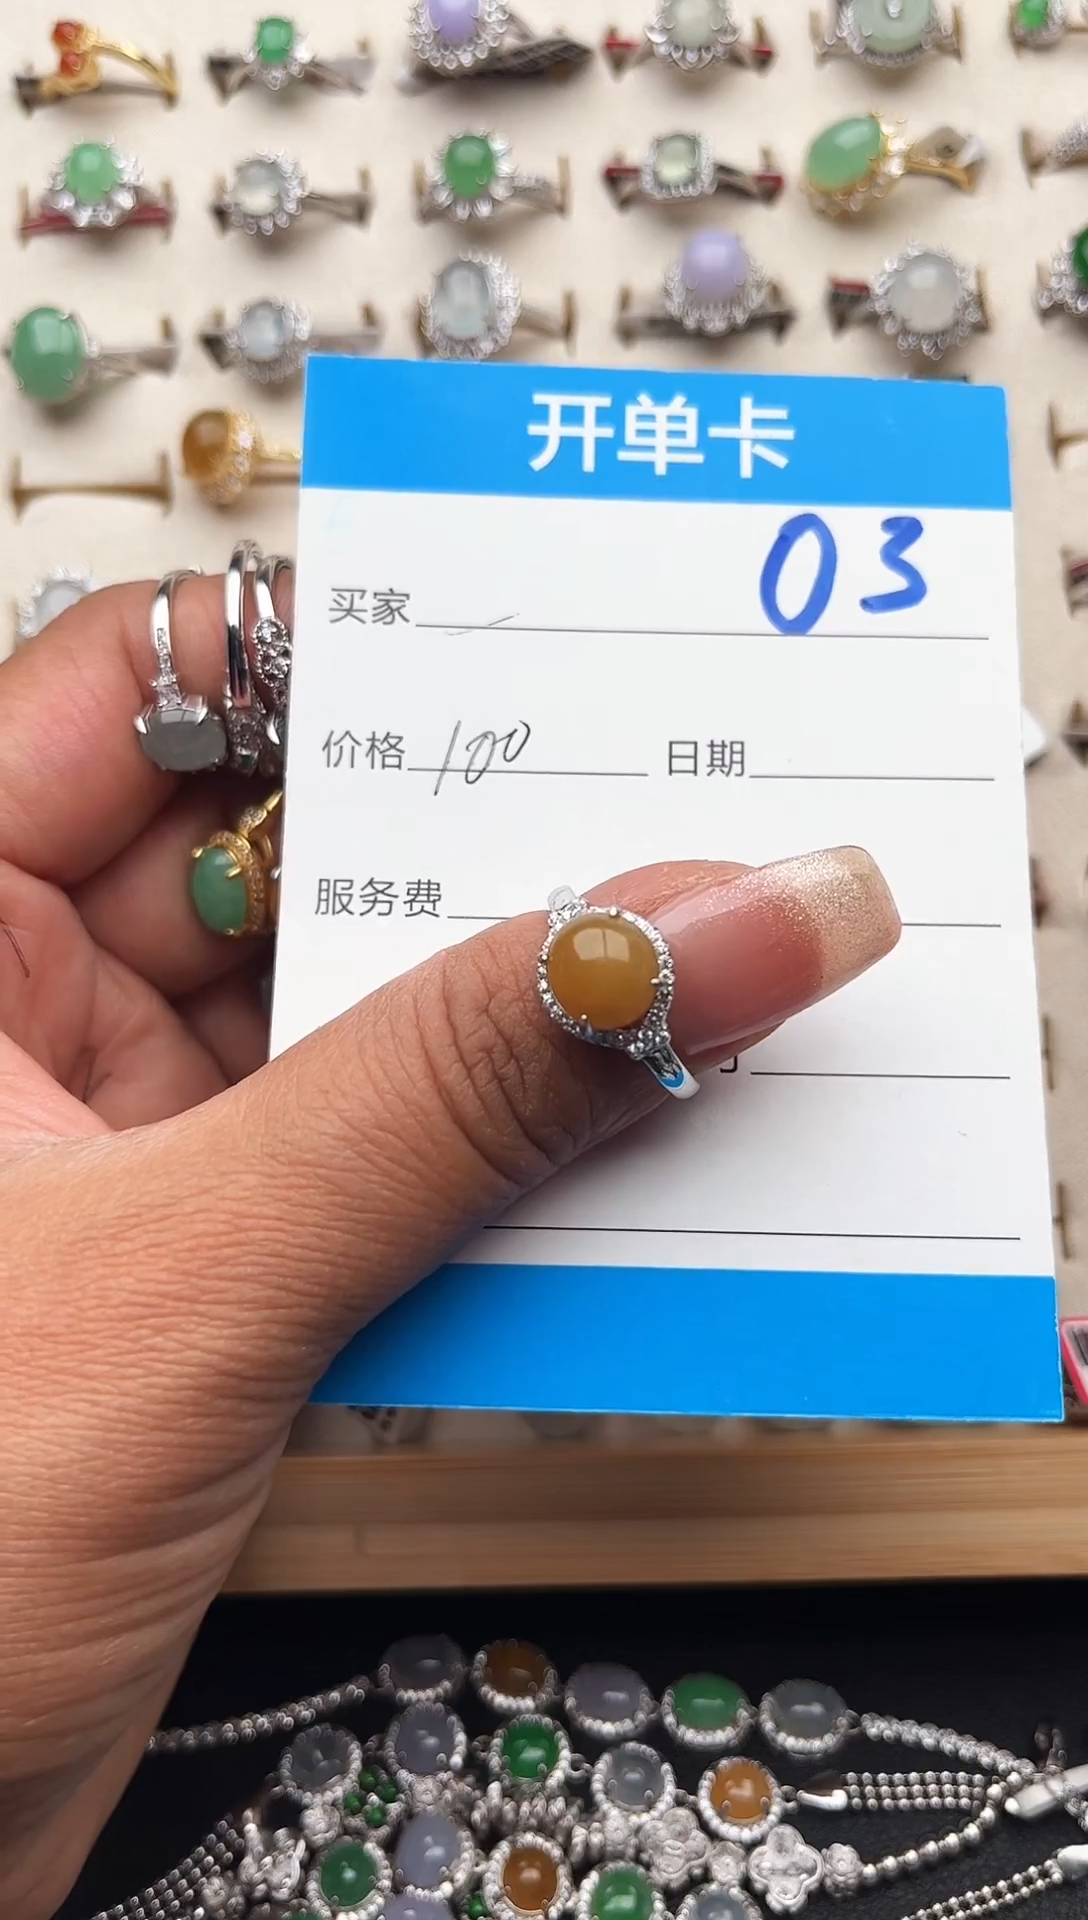 开单卡
03
买家
价格 100 日期
服务费